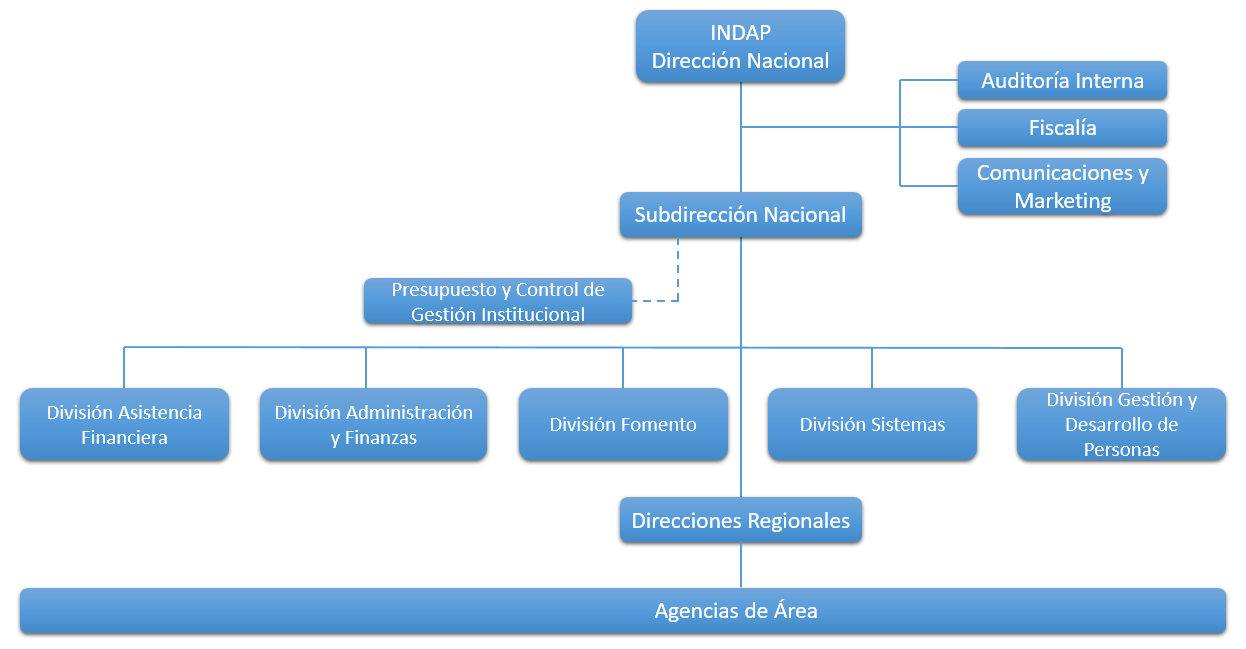 INDAP
Dirección Nacional
Auditoría Interna
Fiscalía
Comunicaciones y
Marketing
Subdirección Nacional
Presupuesto y Control de
Gestión Institucional
División Asistencia
Financiera
División Administración
y Finanzas
División Fomento
División Sistemas
División Gestión y
Desarrollo de
Personas
Direcciones Regionales
Agencias de Área